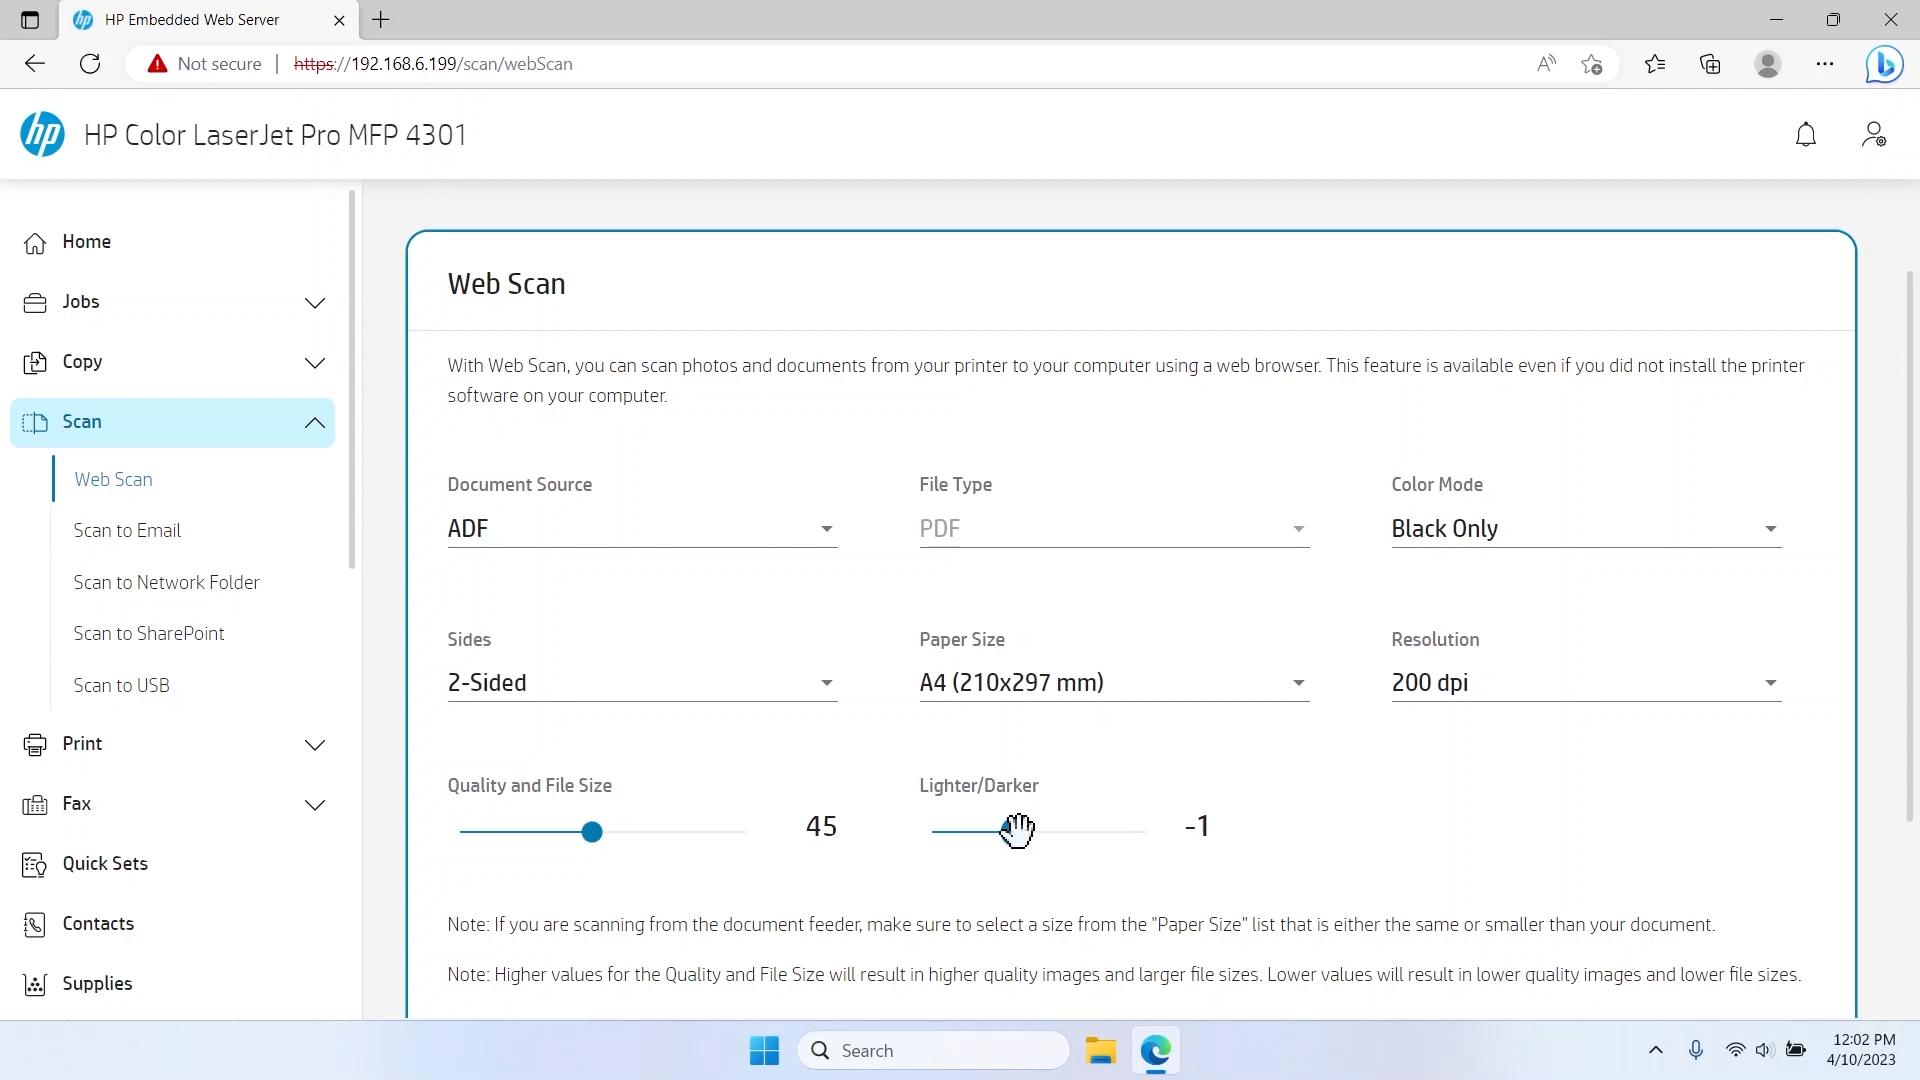 HP Embedded Web Server
Not secure
https://192.168.6.199/scan/webScan
hp
HP Color LaserJet Pro MFP 4301
Home
Jobs
Copy
Scan
Web Scan
Scan to Email
Scan to Network Folder
Scan to SharePoint
Scan to USB
Print
Fax
Quick Sets
Contacts
Supplies
Web Scan
With Web Scan, you can scan photos and documents from your printer to your computer using a web browser. This feature is available even if you did not install the printer
software on your computer.
Document Source
File Type
Color Mode
ADF
PDF
Black Only
Sides
Paper Size
Resolution
2-Sided
A4 (210x297 mm)
200 dpi
Quality and File Size
Lighter/Darker
45
-1
Note: If you are scanning from the document feeder, make sure to select a size from the "Paper Size" list that is either the same or smaller than your document.
Note: Higher values for the Quality and File Size will result in higher quality images and larger file sizes. Lower values will result in lower quality images and lower file sizes.
Search
12:02 PM
4/10/2023